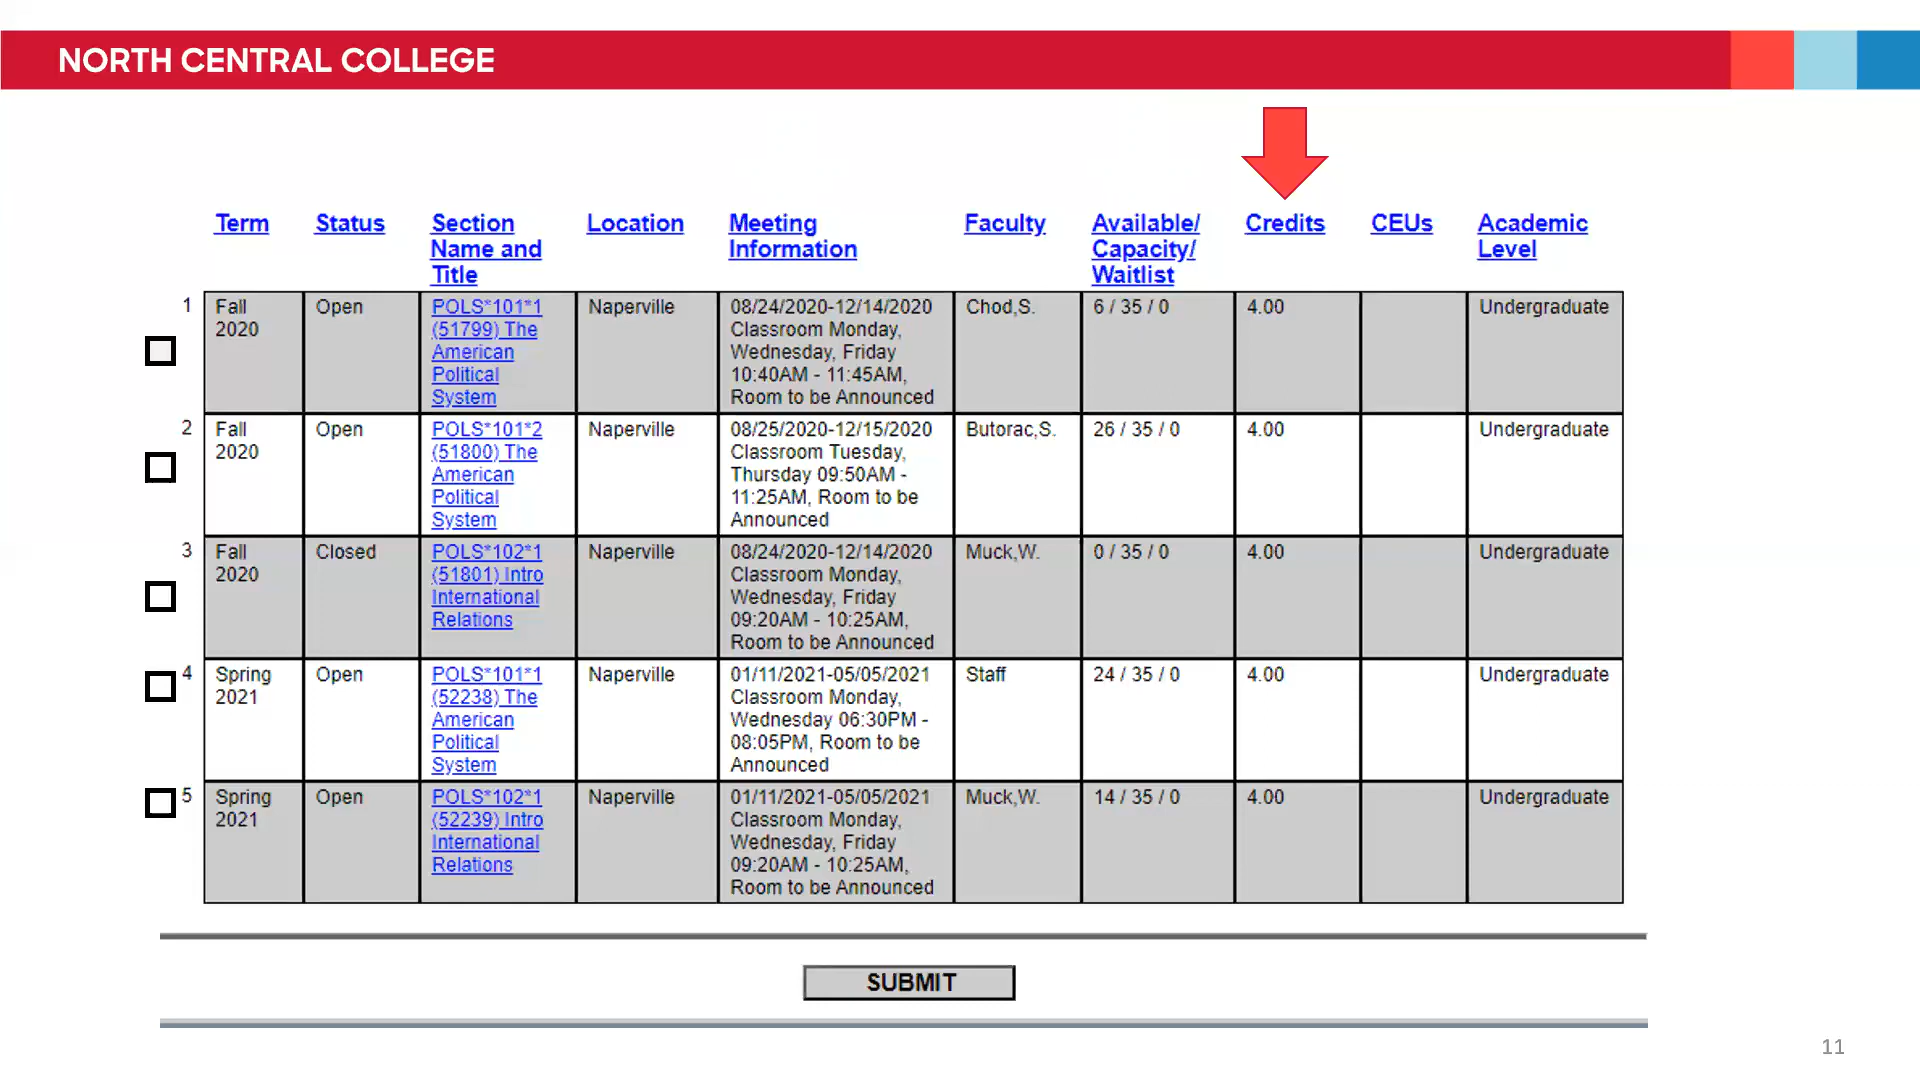 NORTH CENTRAL COLLEGE
Term Status Section Name and Title Location Meeting Information Faculty Available/ Capacity/ Waitlist Credits CEUs Academic Level
1 Fall 2020 Open POLS*101*1 (51799) The American Political System Naperville 08/24/2020-12/14/2020 Classroom Monday, Wednesday, Friday 10:40AM - 11:45AM, Room to be Announced Chod,S. 6 / 35 / 0 4.00 Undergraduate
2 Fall 2020 Open POLS*101*2 (51800) The American Political System Naperville 08/25/2020-12/15/2020 Classroom Tuesday, Thursday 09:50AM - 11:25AM, Room to be Announced Butorac,S. 26 / 35 / 0 4.00 Undergraduate
3 Fall 2020 Closed POLS*102*1 (51801) Intro International Relations Naperville 08/24/2020-12/14/2020 Classroom Monday, Wednesday, Friday 09:20AM - 10:25AM, Room to be Announced Muck,W. 0 / 35 / 0 4.00 Undergraduate
4 Spring 2021 Open POLS*101*1 (52238) The American Political System Naperville 01/11/2021-05/05/2021 Classroom Monday, Wednesday 06:30PM - 08:05PM, Room to be Announced Staff 24 / 35 / 0 4.00 Undergraduate
5 Spring 2021 Open POLS*102*1 (52239) Intro International Relations Naperville 01/11/2021-05/05/2021 Classroom Monday, Wednesday, Friday 09:20AM - 10:25AM, Room to be Announced Muck,W. 14 / 35 / 0 4.00 Undergraduate
SUBMIT
11